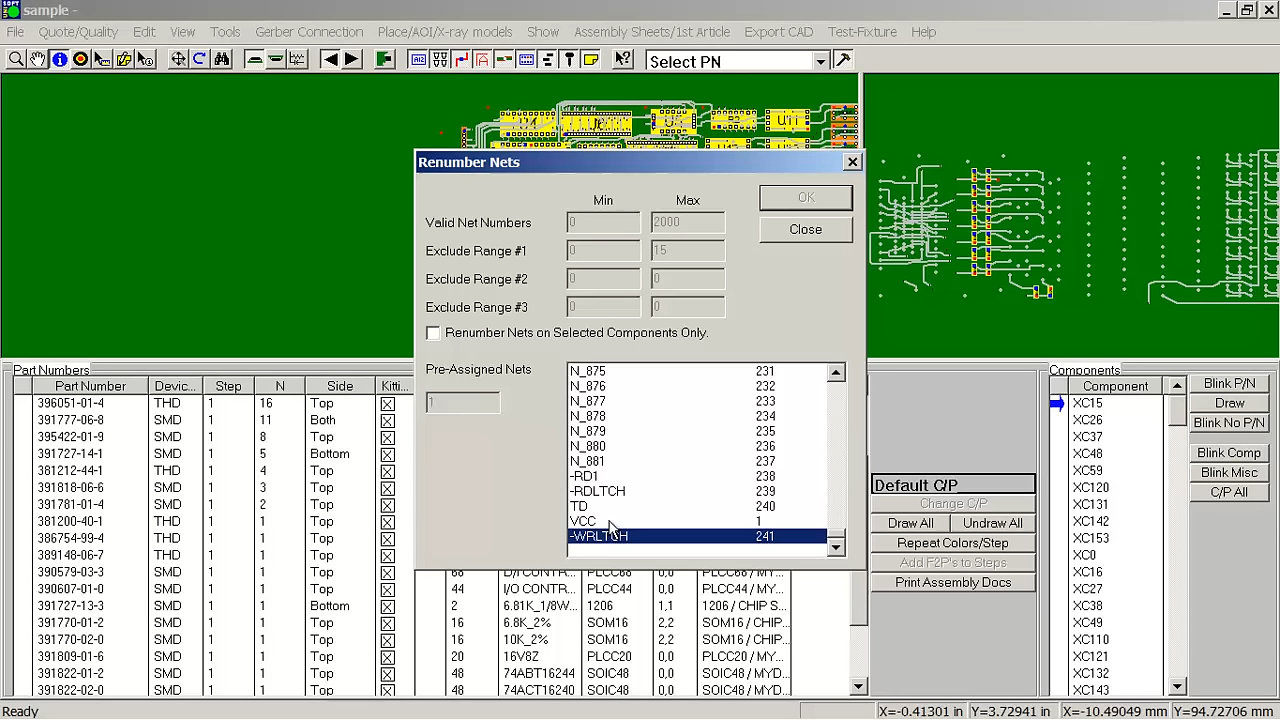 sample -
File Quote/Quality Edit View Tools Gerber Connection Place/AOI/X-ray models Show Assembly Sheets/1st Article Export CAD Test-Fixture Help
Select PN
U11
Renumber Nets
Min Max
OK
Valid Net Numbers 0 2000
Close
Exclude Range #1 0 15
Exclude Range #2 0 0
Exclude Range #3 0 0
Renumber Nets on Selected Components Only.
Pre-Assigned Nets
1
N_875 231
N_876 232
N_877 233
N_878 234
N_879 235
N_880 236
N_881 237
-RD1 238
-RDLTCH 239
TD 240
VCC 1
-WRLTCH 241
Part Numbers
Part Number Devic... Step N Side Kitti...
396051-01-4 THD 1 16 Top
391777-06-8 SMD 1 11 Both
395422-01-9 SMD 1 8 Top
391727-14-1 SMD 1 5 Bottom
381212-44-1 THD 1 4 Top
391818-06-6 SMD 1 3 Top
391781-01-4 SMD 1 2 Top
381200-40-1 THD 1 1 Top
386754-99-4 THD 1 1 Top
389148-06-7 THD 1 1 Top
390579-03-3 SMD 1 1 Top
390607-01-0 SMD 1 1 Top
391727-13-3 SMD 1 1 Bottom
391770-01-2 SMD 1 1 Top
391770-02-0 SMD 1 1 Top
391809-01-6 SMD 1 1 Top
391822-01-2 SMD 1 1 Top
391822-02-0 SMD 1 1 Top
68 D/I CONTR... PLCC68 0,0 PLCC68 / MY...
44 I/O CONTR... PLCC44 0,0 PLCC44 / MY...
2 6.81K_1/8W... 1206 1,1 1206 / CHIP S...
16 6.8K_2% SOM16 2,2 SOM16 / CHIP...
16 10K_2% SOM16 2,2 SOM16 / CHIP...
20 16V8Z PLCC20 0,0 PLCC20 / MY...
48 74ABT16244 SOIC48 0,0 SOIC48 / MYD...
48 74ACT16240 SOIC48 0,0 SOIC48 / MYD...
Default C/P
Change C/P
Draw All Undraw All
Repeat Colors/Step
Add F2P's to Steps
Print Assembly Docs
Components
Component
XC15
XC26
XC37
XC48
XC59
XC120
XC131
XC142
XC153
XC0
XC16
XC27
XC38
XC49
XC110
XC121
XC132
XC143
Blink P/N
Draw
Blink No P/N
Blink Comp
Blink Misc
C/P All
Ready
X=-0.41301 in Y=3.72941 in X=-10.49049 mm Y=94.72706 mm